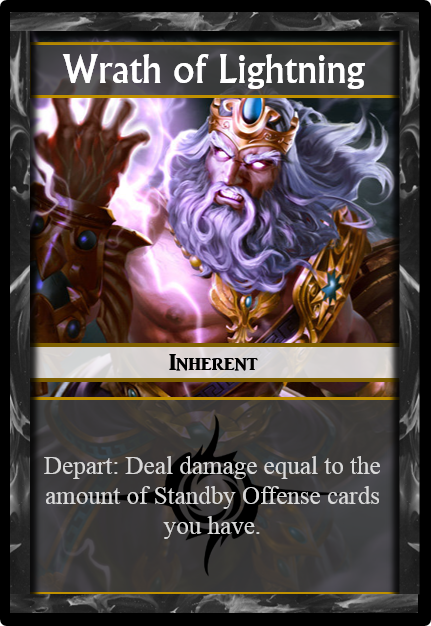 Wrath of Lightning
Inherent
Depart: Deal damage equal to the
amount of Standby Offense cards
you have.